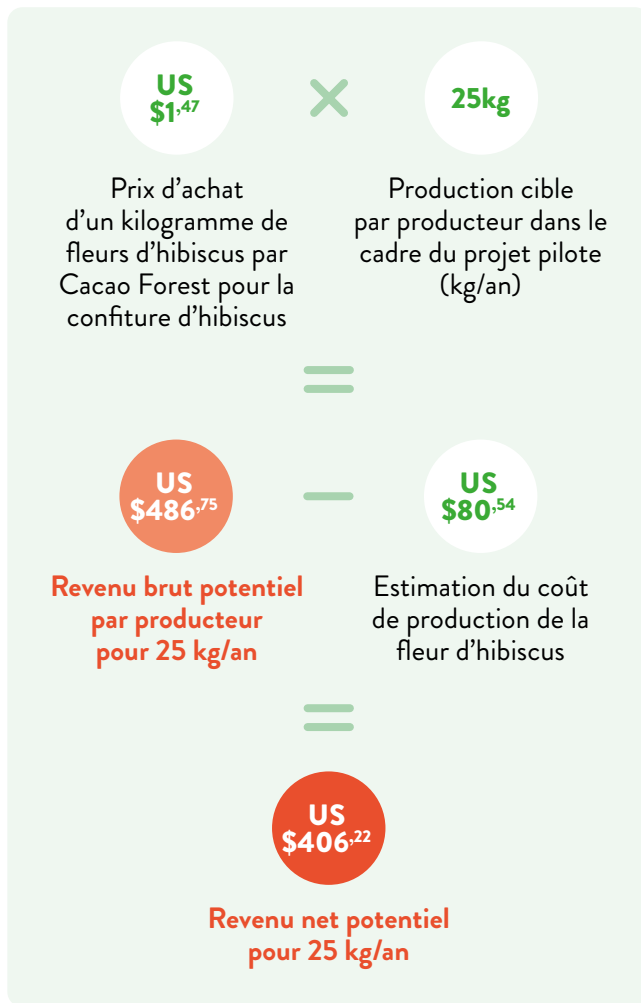 US
$1,47
×
25kg
Prix d'achat
d'un kilogramme de
fleurs d'hibiscus par
Cacao Forest pour la
confiture d'hibiscus
Production cible
par producteur dans le
cadre du projet pilote
(kg/an)
=
US
$486,75
–
US
$80,54
Revenu brut potentiel
par producteur
pour 25 kg/an
Estimation du coût
de production de la
fleur d'hibiscus
=
US
$406,22
Revenu net potentiel
pour 25 kg/an